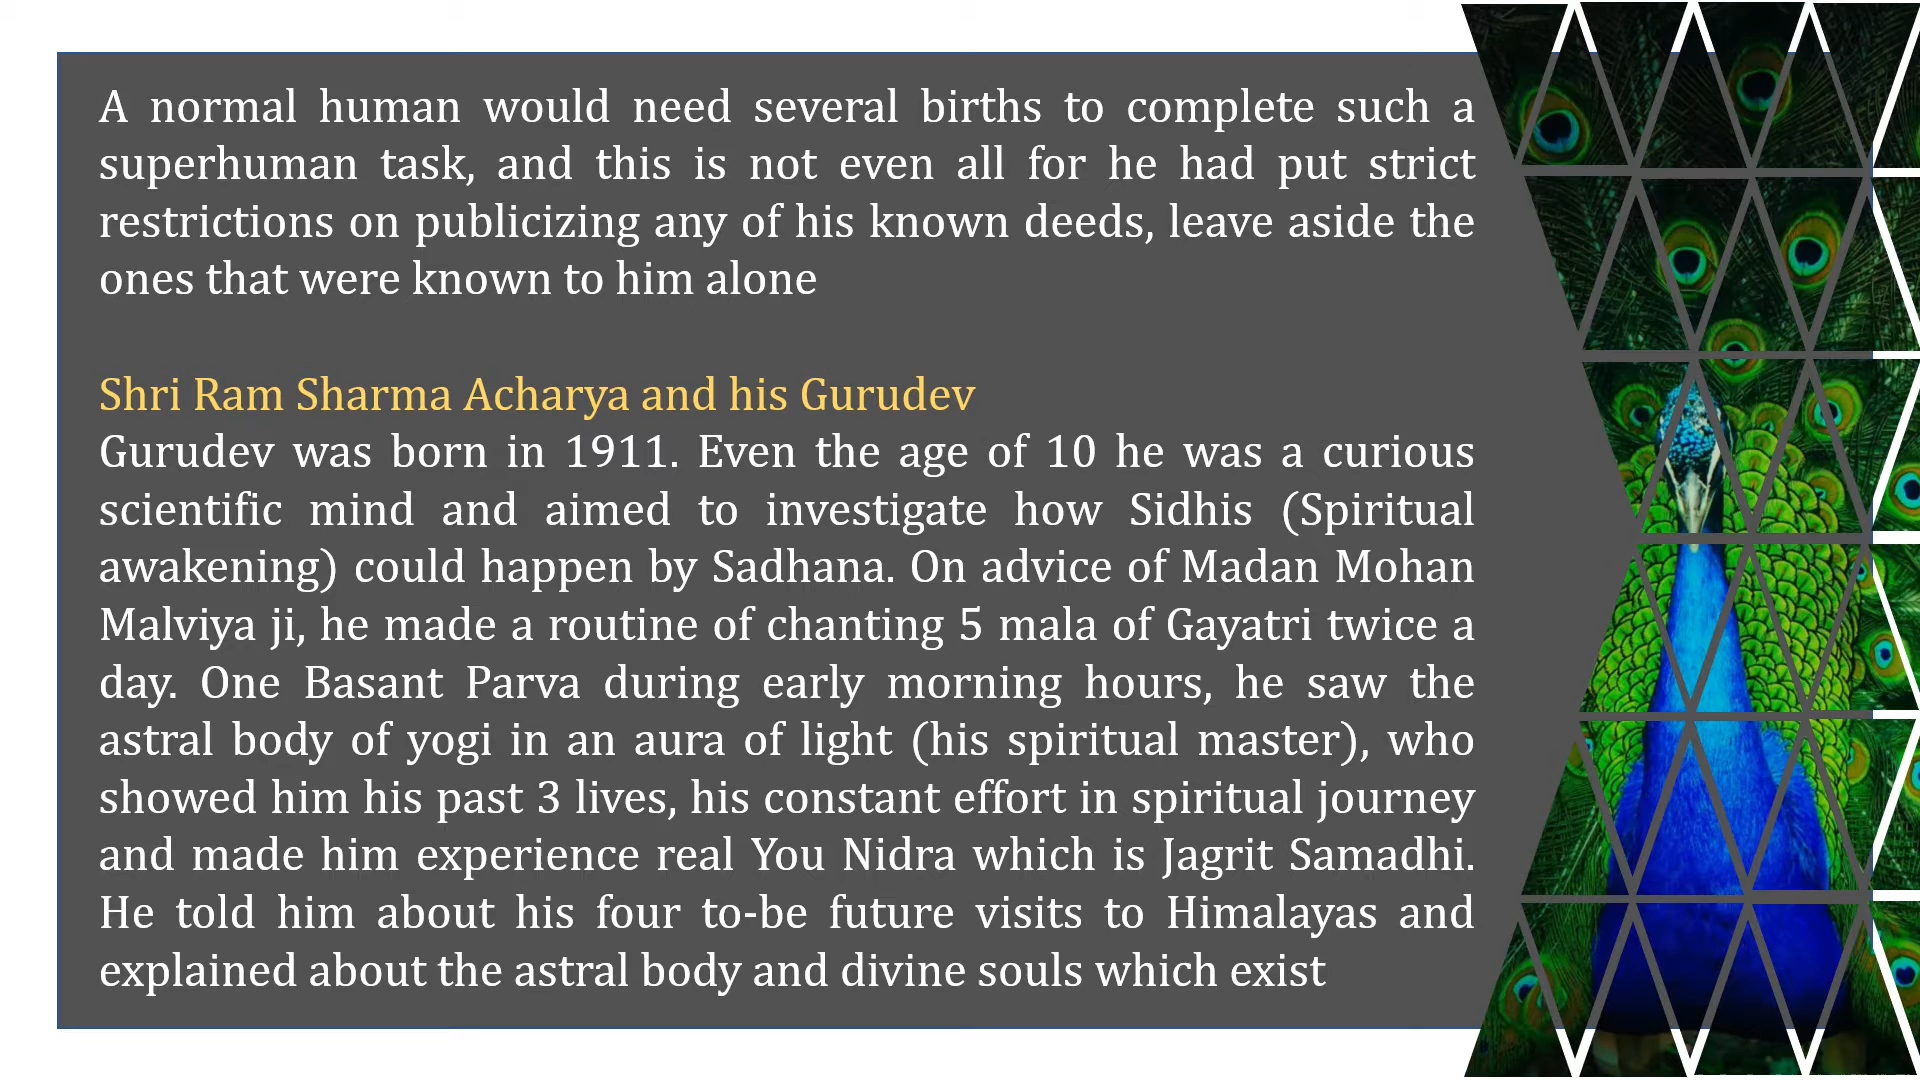 A normal human would need several births to complete such a
superhuman task, and this is not even all for he had put strict
restrictions on publicizing any of his known deeds, leave aside the
ones that were known to him alone
Shri Ram Sharma Acharya and his Gurudev
Gurudev was born in 1911. Even the age of 10 he was a curious
scientific mind and aimed to investigate how Sidhis (Spiritual
awakening) could happen by Sadhana. On advice of Madan Mohan
Malviya ji, he made a routine of chanting 5 mala of Gayatri twice a
day. One Basant Parva during early morning hours, he saw the
astral body of yogi in an aura of light (his spiritual master), who
showed him his past 3 lives, his constant effort in spiritual journey
and made him experience real You Nidra which is Jagrit Samadhi.
He told him about his four to-be future visits to Himalayas and
explained about the astral body and divine souls which exist